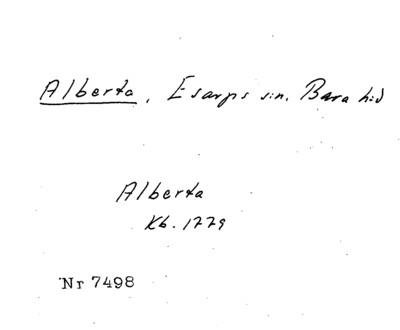 Alberta, Esarps sn, Bara hd
Alberta
Kb. 1779
Nr 7498